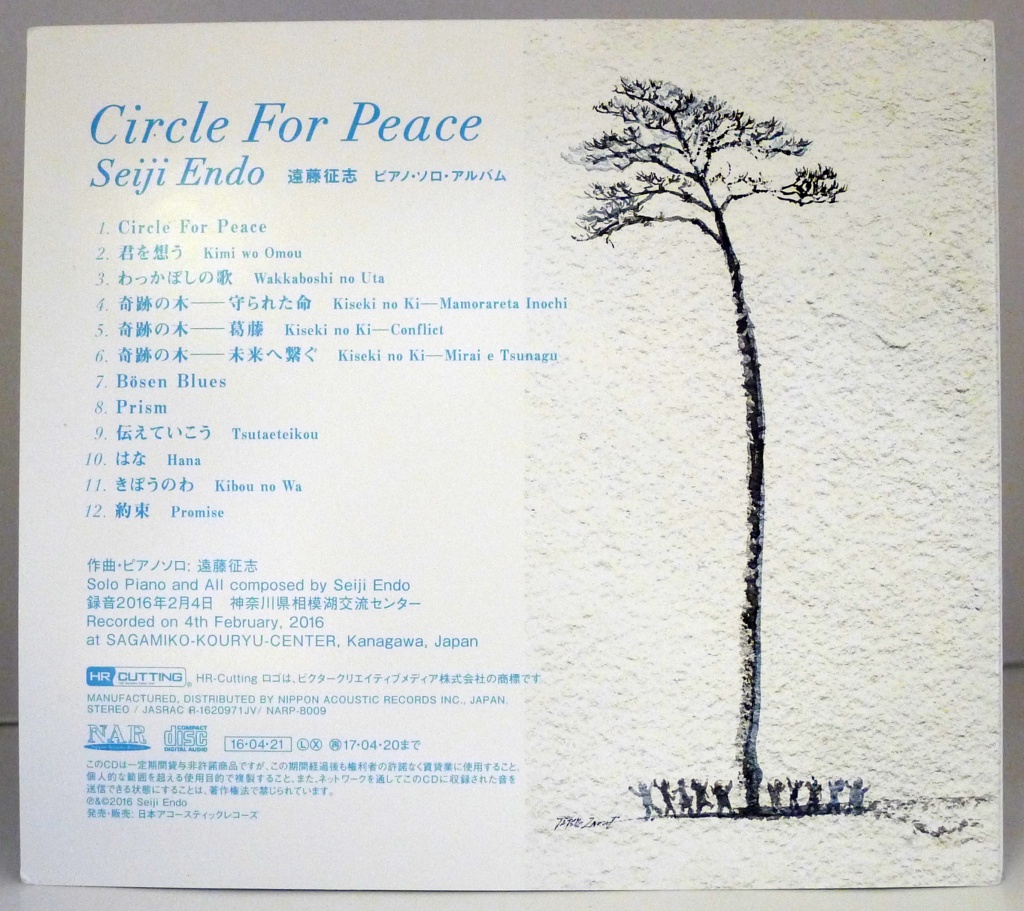 Circle For Peace
Seiji Endo 遠藤征志 ピアノ・ソロ・アルバム
1. Circle For Peace
2. 君を想う Kimi wo Omou
3. わっかぼしの歌 Wakkaboshi no Uta
4. 奇跡の木——守られた命 Kiseki no Ki—Mamorareta Inochi
5. 奇跡の木——葛藤 Kiseki no Ki—Conflict
6. 奇跡の木——未来へ繋ぐ Kiseki no Ki—Mirai e Tsunagu
7. Bösen Blues
8. Prism
9. 伝えていこう Tsutaeteikou
10. はな Hana
11. きぼうのわ Kibou no Wa
12. 約束 Promise
作曲・ピアノソロ: 遠藤征志
Solo Piano and All composed by Seiji Endo
録音2016年2月4日 神奈川県相模湖交流センター
Recorded on 4th February, 2016
at SAGAMIKO-KOURYU-CENTER, Kanagawa, Japan
HR CUTTING ® HR-Cutting ロゴは、ビクタークリエイティブメディア株式会社の商標です
MANUFACTURED, DISTRIBUTED BY NIPPON ACOUSTIC RECORDS INC., JAPAN.
STEREO / JASRAC R-1620971JV/ NARP-8009
NAR COMPACT disc DIGITAL AUDIO 16・04・21 Ⓛ Ⓧ ㊞17・04・20まで
このCDは一定期間貸与非許諾商品ですが、この期間経過後も権利者の許諾なく賃貸業に使用すること、
個人的な範囲を超える使用目的で複製すること、また、ネットワークを通してこのCDに収録された音を
送信できる状態にすることは、著作権法で禁じられています。
℗&©2016 Seiji Endo
発売・販売: 日本アコースティックレコーズ